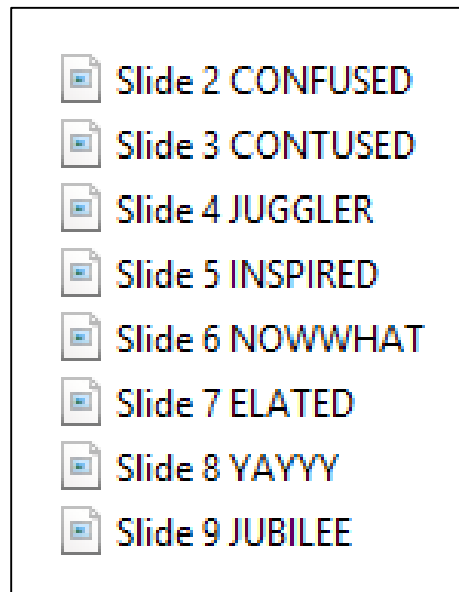 Slide 2 CONFUSED
Slide 3 CONTUSED
Slide 4 JUGGLER
Slide 5 INSPIRED
Slide 6 NOWWHAT
Slide 7 ELATED
Slide 8 YAYYY
Slide 9 JUBILEE